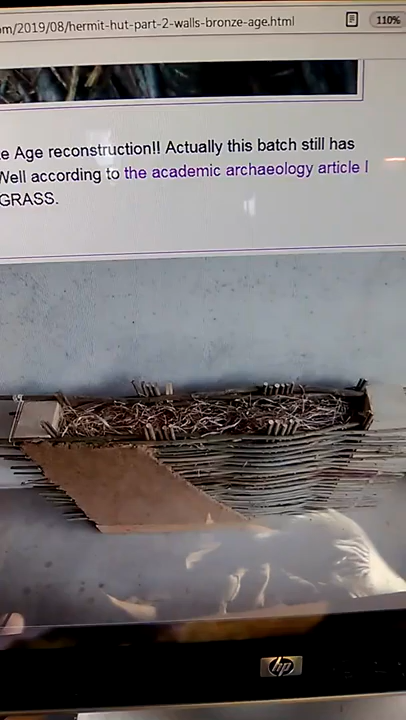 om/2019/08/hermit-hut-part-2-walls-bronze-age.html
110%
e Age reconstruction!! Actually this batch still has
Well according to the academic archaeology article I
GRASS.
hp